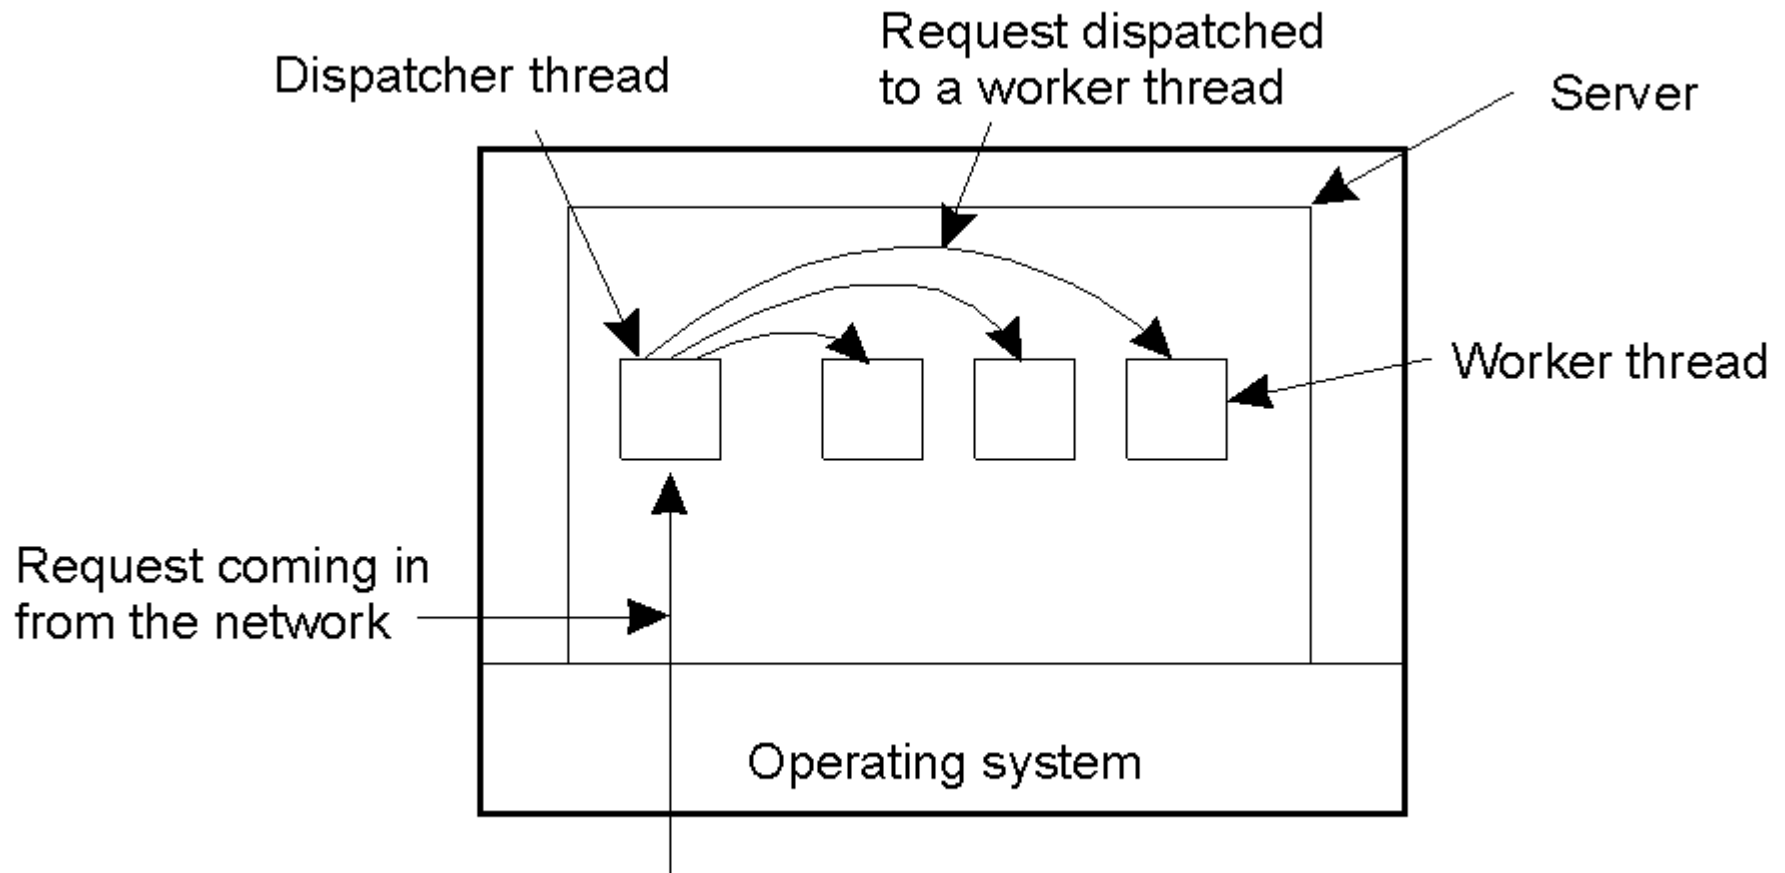 Request dispatched
to a worker thread
Dispatcher thread
Server
Worker thread
Request coming in
from the network
Operating system